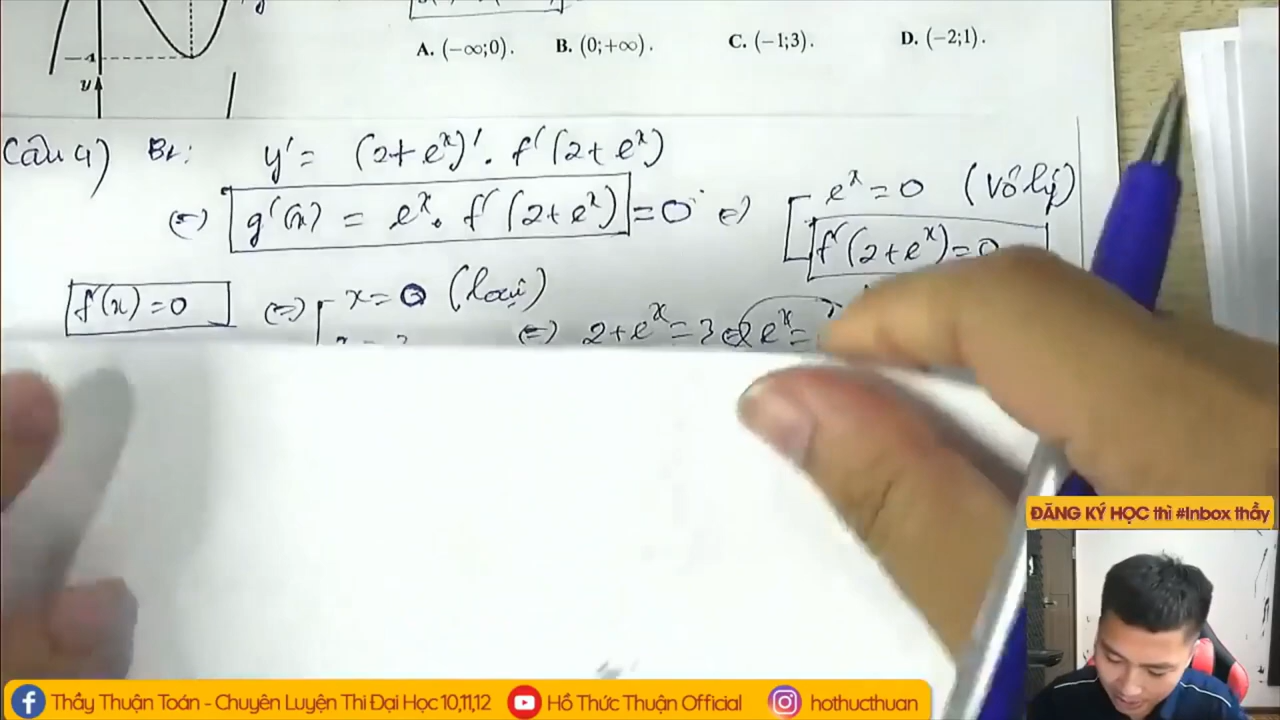 -4
A. (−∞;0). B. (0;+∞). C. (−1;3). D. (−2;1).
y
Câu 4) BL: y' = (2+e^x)'. f'(2+e^x)
(=) g'(x) = e^x. f'(2+e^x) = 0 (=) [ e^x = 0 (Vô lý)
f'(2+e^x) = 0
f'(x) = 0 (=) [ x = 0 (loại)
(=) 2+e^x = 3 e^x =
ĐĂNG KÝ HỌC thì #Inbox thầy
Thầy Thuận Toán - Chuyên Luyện Thi Đại Học 10,11,12 Hồ Thức Thuận Official hothucthuan